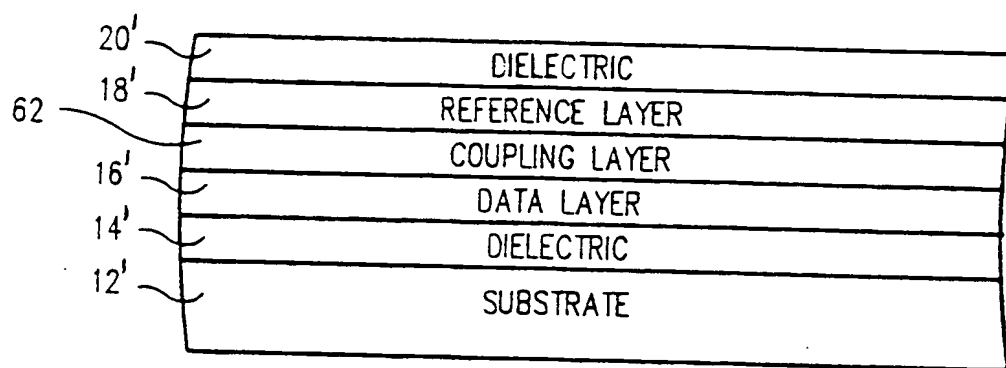 20' DIELECTRIC
18' REFERENCE LAYER
62 COUPLING LAYER
16' DATA LAYER
14' DIELECTRIC
12' SUBSTRATE